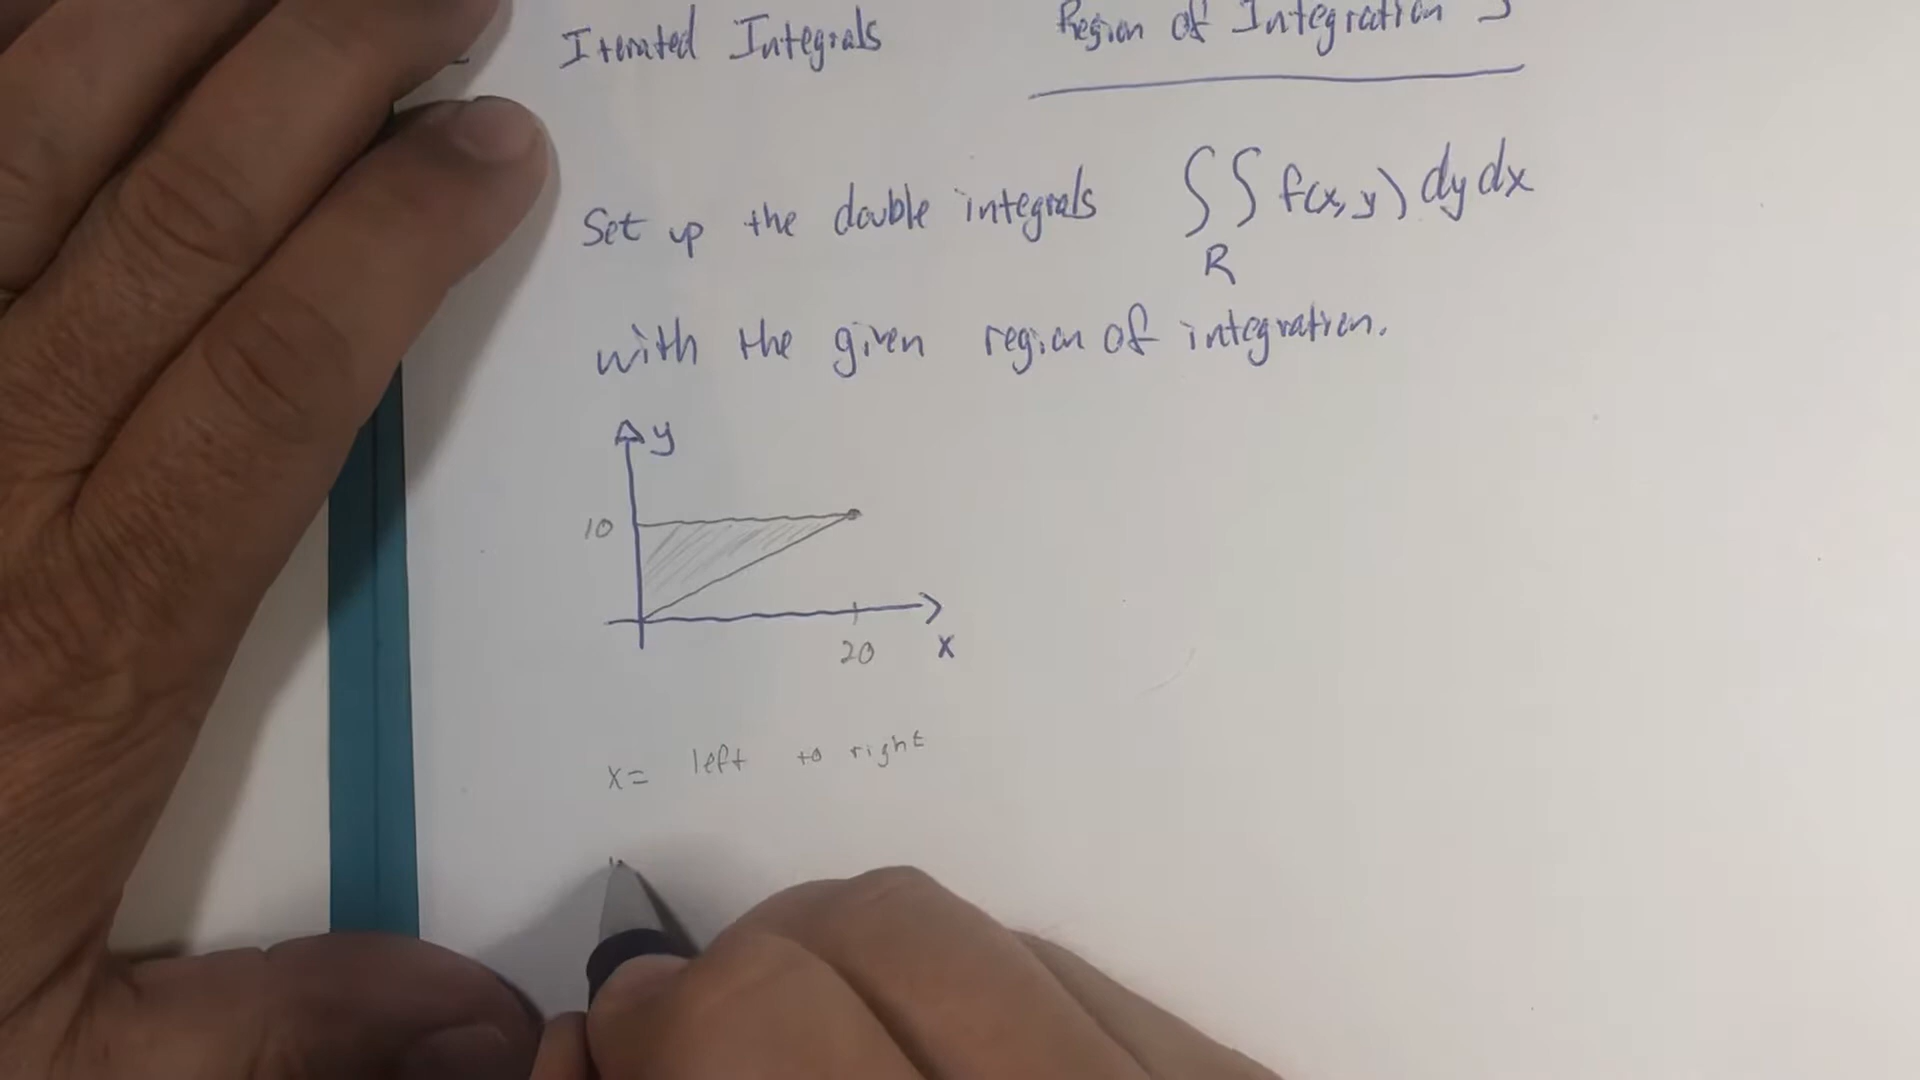 Iterated Integrals Region of Integration
Set up the double integrals ∫∫ f(x, y) dy dx
R
with the given region of integration.
y
10
20 x
x = left to right